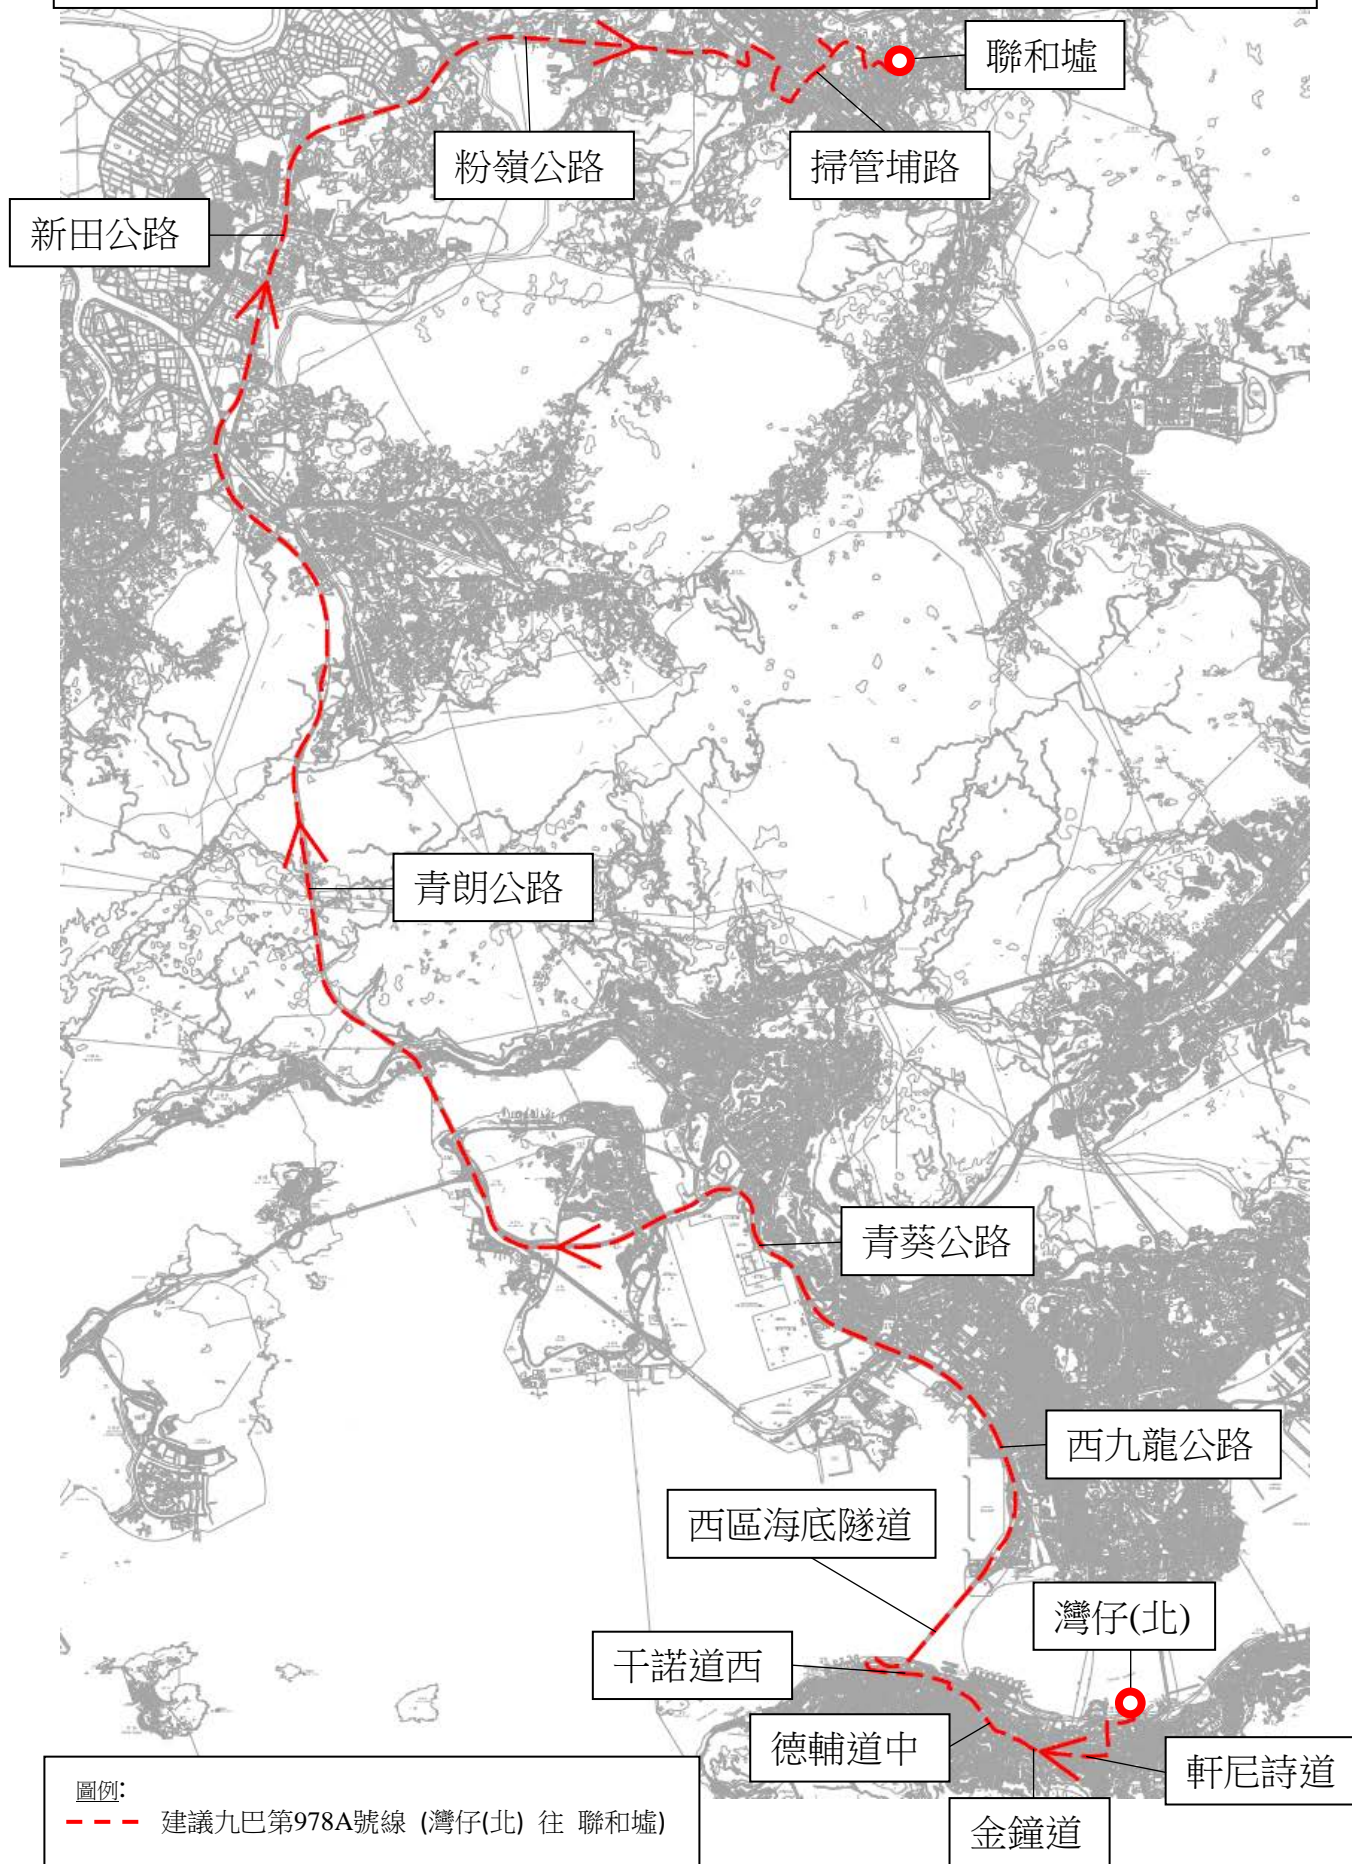 聯和墟
粉嶺公路
掃管埔路
新田公路
青朗公路
青葵公路
西九龍公路
西區海底隧道
灣仔(北)
干諾道西
德輔道中
軒尼詩道
金鐘道
圖例:
建議九巴第978A號線 (灣仔(北) 往 聯和墟)